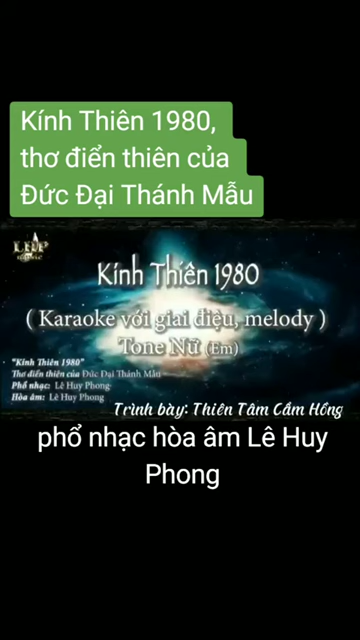 Kính Thiên 1980,
thơ điển thiên của
Đức Đại Thánh Mẫu
LHP
music
Kính Thiên 1980
( Karaoke với giai điệu, melody )
Tone Nữ (Em)
"Kính Thiên 1980"
Thơ điển thiên của Đức Đại Thánh Mẫu
Phổ nhạc: Lê Huy Phong
Hòa âm: Lê Huy Phong
Trình bày: Thiên Tâm Cẩm Hồng
phổ nhạc hòa âm Lê Huy
Phong